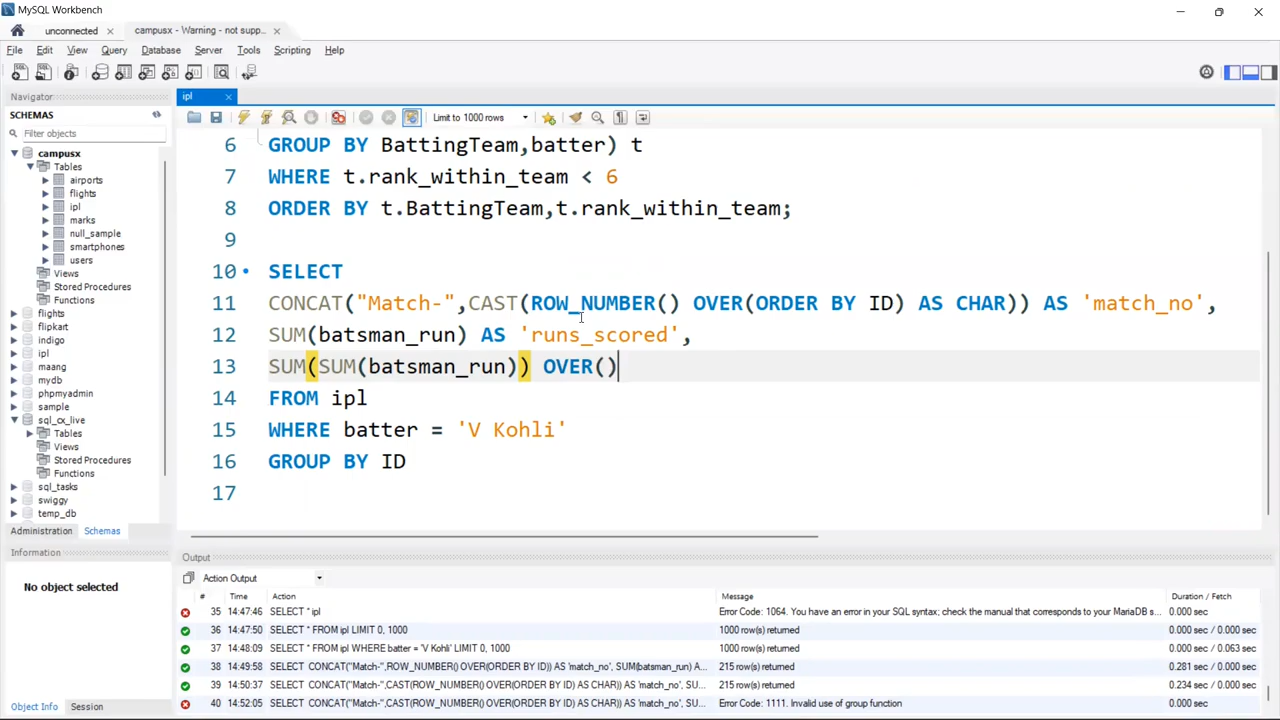 MySQL Workbench
unconnected
campusx - Warning - not supp...
File Edit View Query Database Server Tools Scripting Help
Navigator
SCHEMAS
Filter objects
campusx
Tables
airports
flights
ipl
marks
null_sample
smartphones
users
Views
Stored Procedures
Functions
flights
flipkart
indigo
ipl
maang
mydb
phpmyadmin
sample
sql_cx_live
Tables
Views
Stored Procedures
Functions
sql_tasks
swiggy
temp_db
Administration Schemas
Information
No object selected
Object Info Session
ipl
Limit to 1000 rows
6 GROUP BY BattingTeam,batter) t
7 WHERE t.rank_within_team < 6
8 ORDER BY t.BattingTeam,t.rank_within_team;
9
10 SELECT
11 CONCAT("Match-",CAST(ROW_NUMBER() OVER(ORDER BY ID) AS CHAR)) AS 'match_no',
12 SUM(batsman_run) AS 'runs_scored',
13 SUM(SUM(batsman_run)) OVER()
14 FROM ipl
15 WHERE batter = 'V Kohli'
16 GROUP BY ID
17
Output
Action Output
# Time Action Message Duration / Fetch
35 14:47:46 SELECT * ipl Error Code: 1064. You have an error in your SQL syntax; check the manual that corresponds to your MariaDB s... 0.000 sec
36 14:47:50 SELECT * FROM ipl LIMIT 0, 1000 1000 row(s) returned 0.000 sec / 0.000 sec
37 14:48:09 SELECT * FROM ipl WHERE batter = 'V Kohli' LIMIT 0, 1000 1000 row(s) returned 0.000 sec / 0.063 sec
38 14:49:58 SELECT CONCAT("Match-",ROW_NUMBER() OVER(ORDER BY ID)) AS 'match_no', SUM(batsman_run) A... 215 row(s) returned 0.281 sec / 0.000 sec
39 14:50:37 SELECT CONCAT("Match-",CAST(ROW_NUMBER() OVER(ORDER BY ID) AS CHAR)) AS 'match_no', SU... 215 row(s) returned 0.234 sec / 0.000 sec
40 14:52:05 SELECT CONCAT("Match-",CAST(ROW_NUMBER() OVER(ORDER BY ID) AS CHAR)) AS 'match_no', SU... Error Code: 1111. Invalid use of group function 0.000 sec